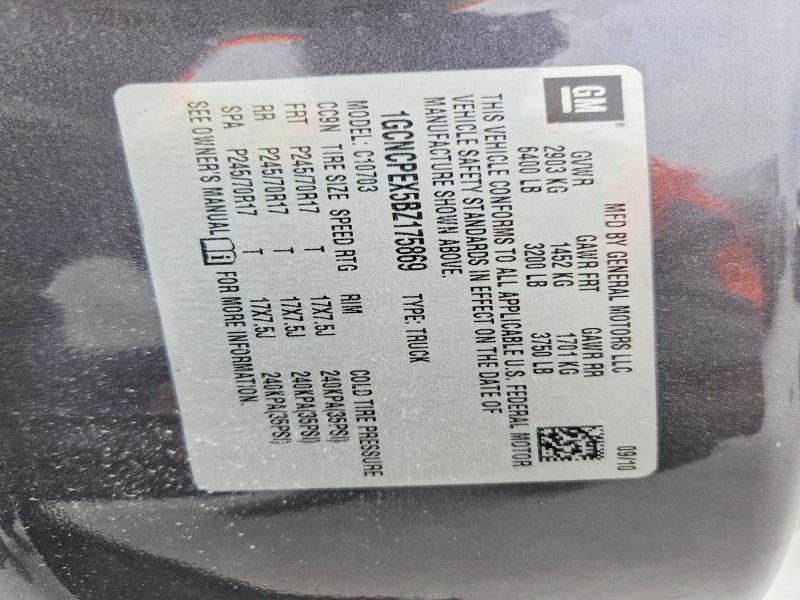 GM®
MFD BY GENERAL MOTORS LLC 09/10
GVWR GAWR FRT GAWR RR
2903 KG 1452 KG 1701 KG
6400 LB 3200 LB 3750 LB
THIS VEHICLE CONFORMS TO ALL APPLICABLE U.S. FEDERAL MOTOR
VEHICLE SAFETY STANDARDS IN EFFECT ON THE DATE OF
MANUFACTURE SHOWN ABOVE.
1GCNCPEX5BZ175869 TYPE: TRUCK
MODEL: C10703
CC9N TIRE SIZE SPEED RTG RIM COLD TIRE PRESSURE
FRT P245/70R17 T 17X7.5J 240KPA(35PSI)
RR P245/70R17 T 17X7.5J 240KPA(35PSI)
SPA P245/70R17 T 17X7.5J 240KPA(35PSI)
SEE OWNER'S MANUAL FOR MORE INFORMATION.